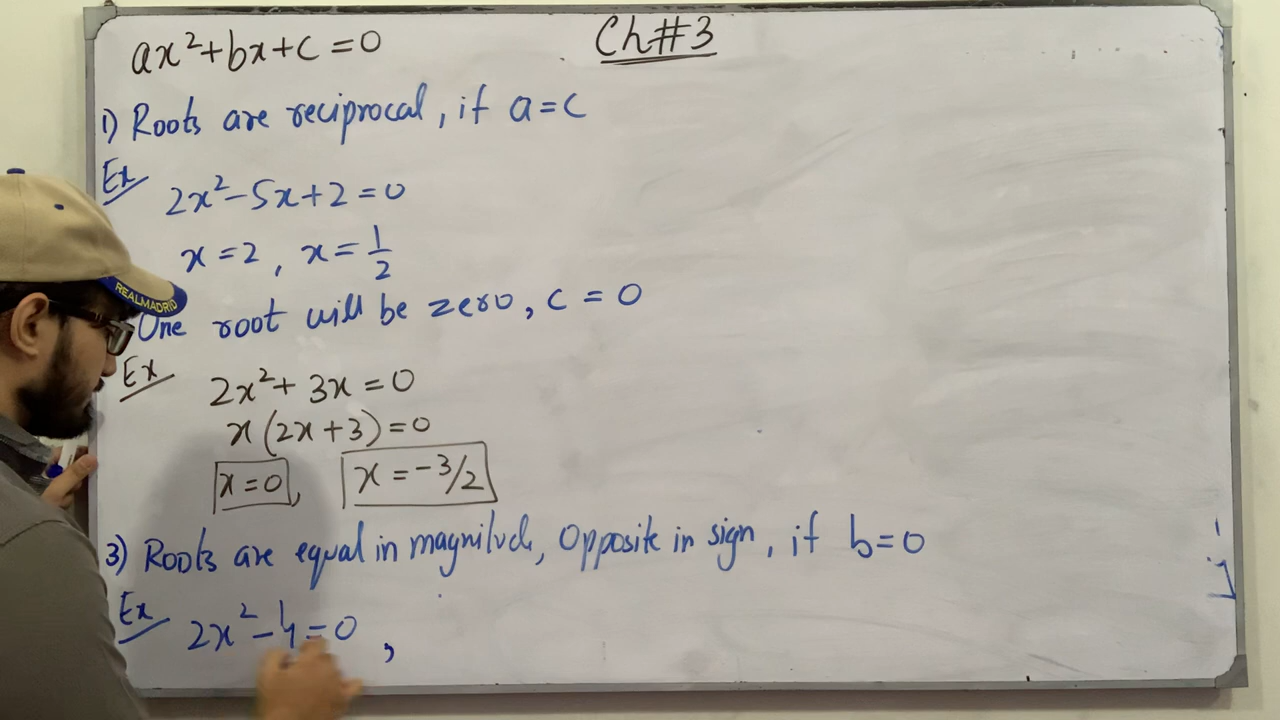 ax²+bx+c=0
Ch#3
1) Roots are reciprocal, if a=c
Ex
2x²-5x+2=0
x=2, x=1/2
REALMADRID
One root will be zero, c=0
Ex
2x²+3x=0
x(2x+3)=0
x=0, x=-3/2
3) Roots are equal in magnitude, Opposite in sign, if b=0
Ex
2x²-4=0,